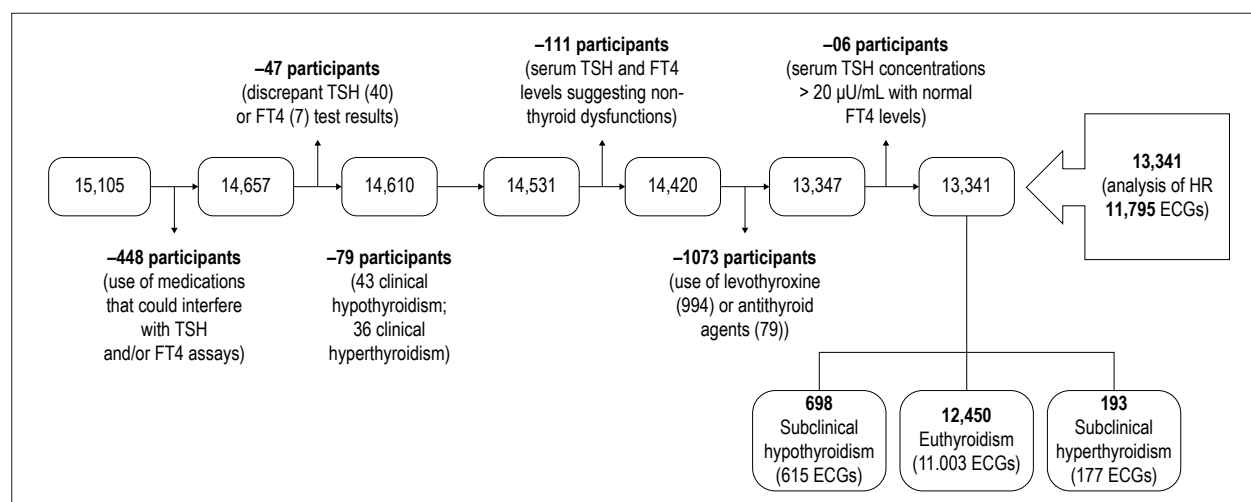 –47 participants
(discrepant TSH (40)
or FT4 (7) test results)
–111 participants
(serum TSH and FT4
levels suggesting non-
thyroid dysfunctions)
–06 participants
(serum TSH concentrations
> 20 µU/mL with normal
FT4 levels)
15,105
14,657
14,610
14,531
14,420
13,347
13,341
13,341
(analysis of HR
11,795 ECGs)
–448 participants
(use of medications
that could interfere
with TSH
and/or FT4 assays)
–79 participants
(43 clinical
hypothyroidism;
36 clinical
hyperthyroidism)
–1073 participants
(use of levothyroxine
(994) or antithyroid
agents (79))
698
Subclinical
hypothyroidism
(615 ECGs)
12,450
Euthyroidism
(11.003 ECGs)
193
Subclinical
hyperthyroidism
(177 ECGs)